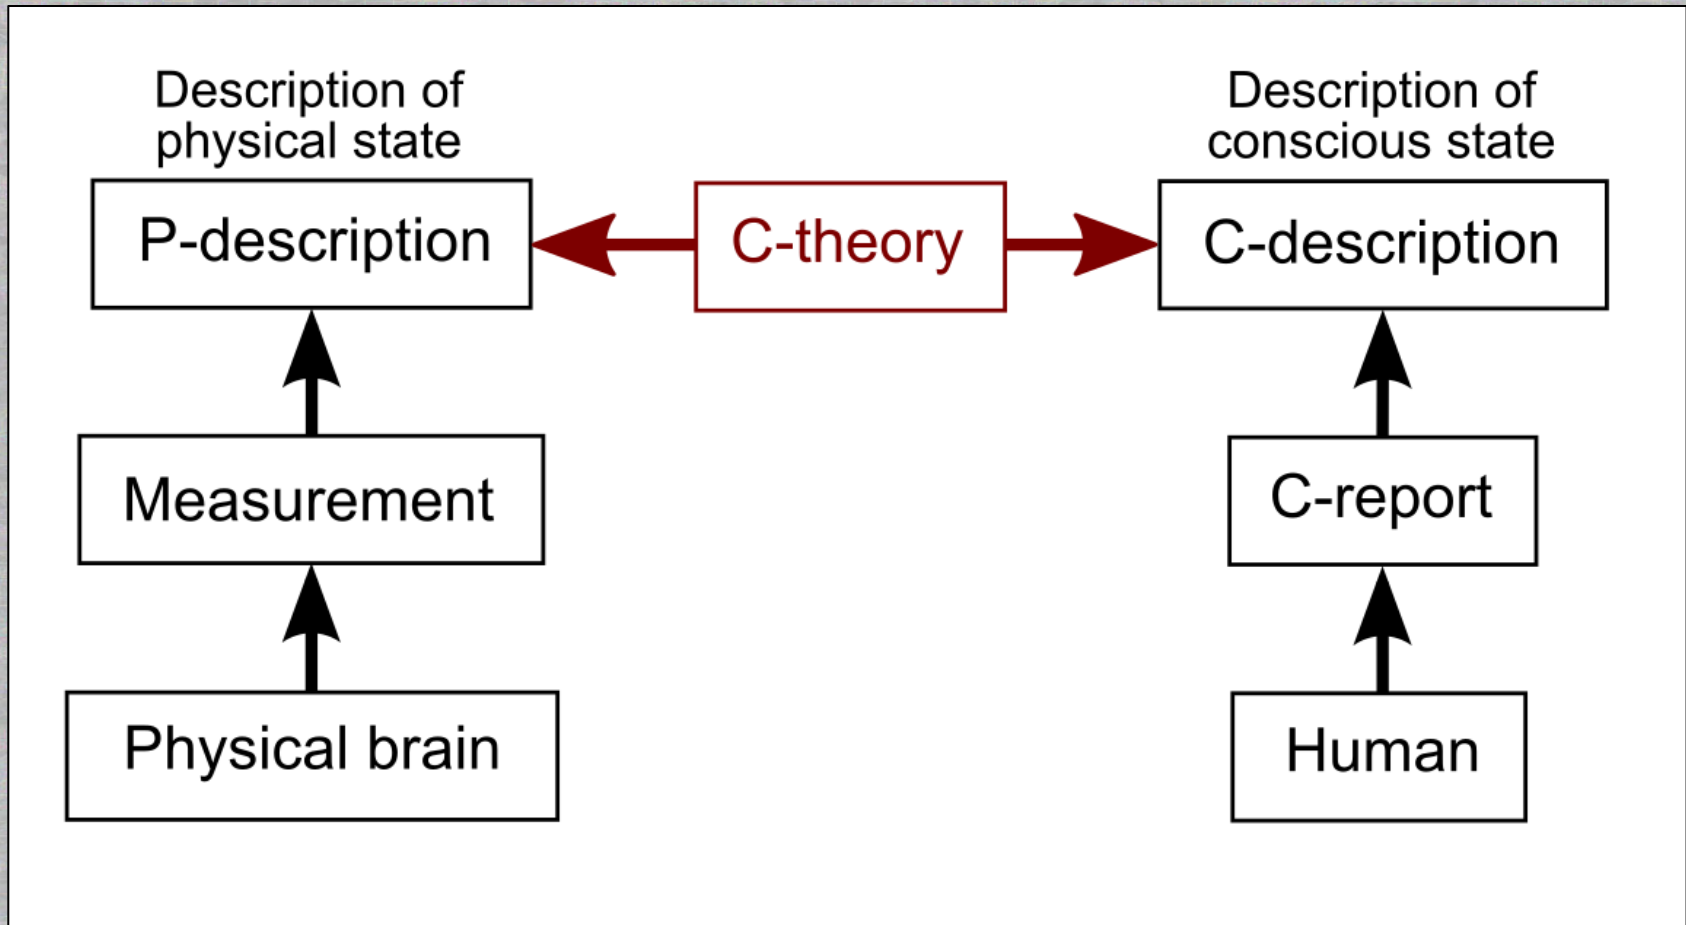 Description of
physical state
Description of
conscious state
P-description
C-theory
C-description
Measurement
C-report
Physical brain
Human